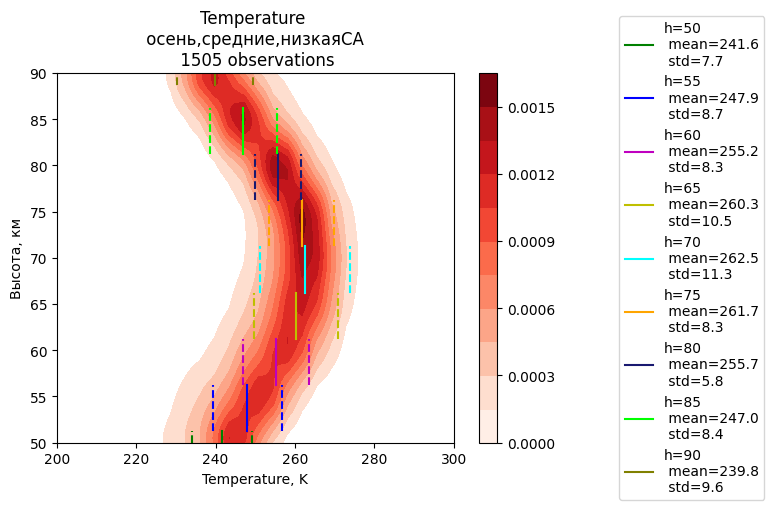 Temperature
осень,средние,низкаяСА
1505 observations
Высота, км
90
85
80
75
70
65
60
55
50
200
220
240
260
280
300
Temperature, K
0.0015
0.0012
0.0009
0.0006
0.0003
0.0000
h=50
mean=241.6
std=7.7
h=55
mean=247.9
std=8.7
h=60
mean=255.2
std=8.3
h=65
mean=260.3
std=10.5
h=70
mean=262.5
std=11.3
h=75
mean=261.7
std=8.3
h=80
mean=255.7
std=5.8
h=85
mean=247.0
std=8.4
h=90
mean=239.8
std=9.6